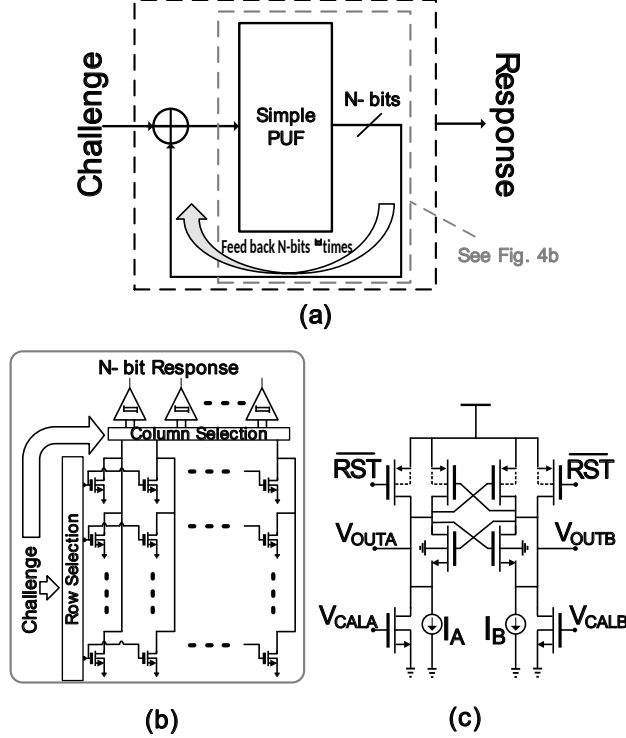 Challenge
Simple
PUF
N- bits
Response
Feed back N-bits times
See Fig. 4b
(a)
N- bit Response
Column Selection
Challenge
Row Selection
(b)
RST
RST
VOUTA
VOUTB
VCALA
IA
IB
VCALB
(c)